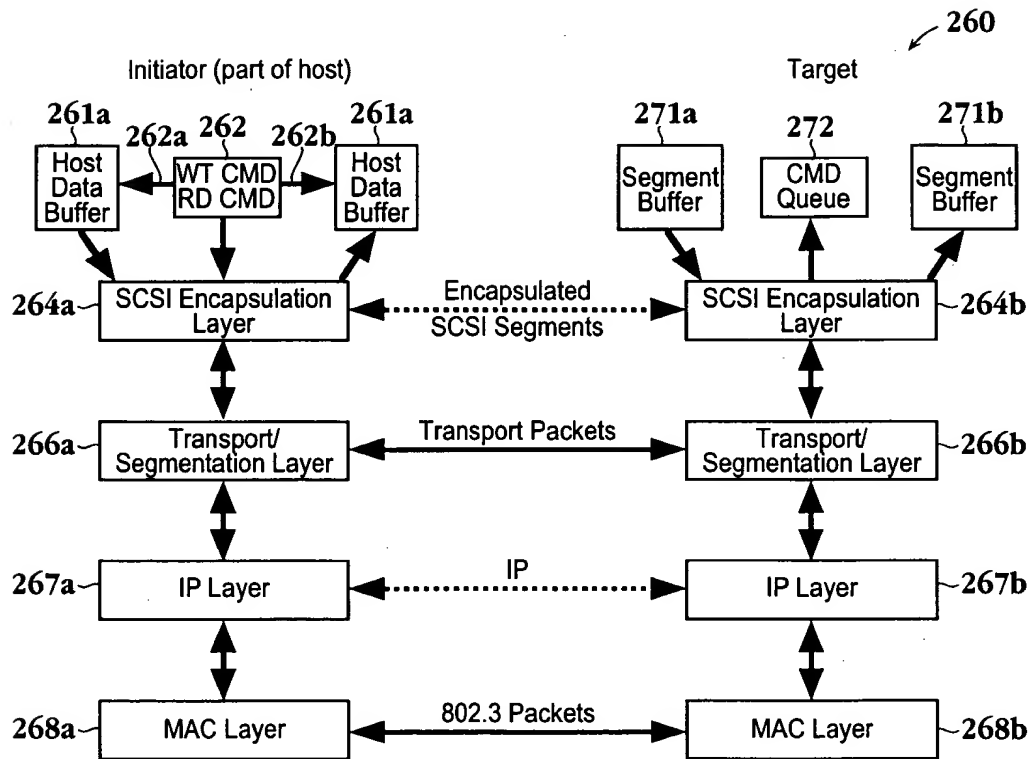 260
Initiator (part of host)
Target
261a
262a
262
262b
261a
271a
272
271b
Host
Data
Buffer
WT CMD
RD CMD
Host
Data
Buffer
Segment
Buffer
CMD
Queue
Segment
Buffer
264a
SCSI Encapsulation
Layer
Encapsulated
SCSI Segments
SCSI Encapsulation
Layer
264b
266a
Transport/
Segmentation Layer
Transport Packets
Transport/
Segmentation Layer
266b
267a
IP Layer
IP
IP Layer
267b
268a
MAC Layer
802.3 Packets
MAC Layer
268b